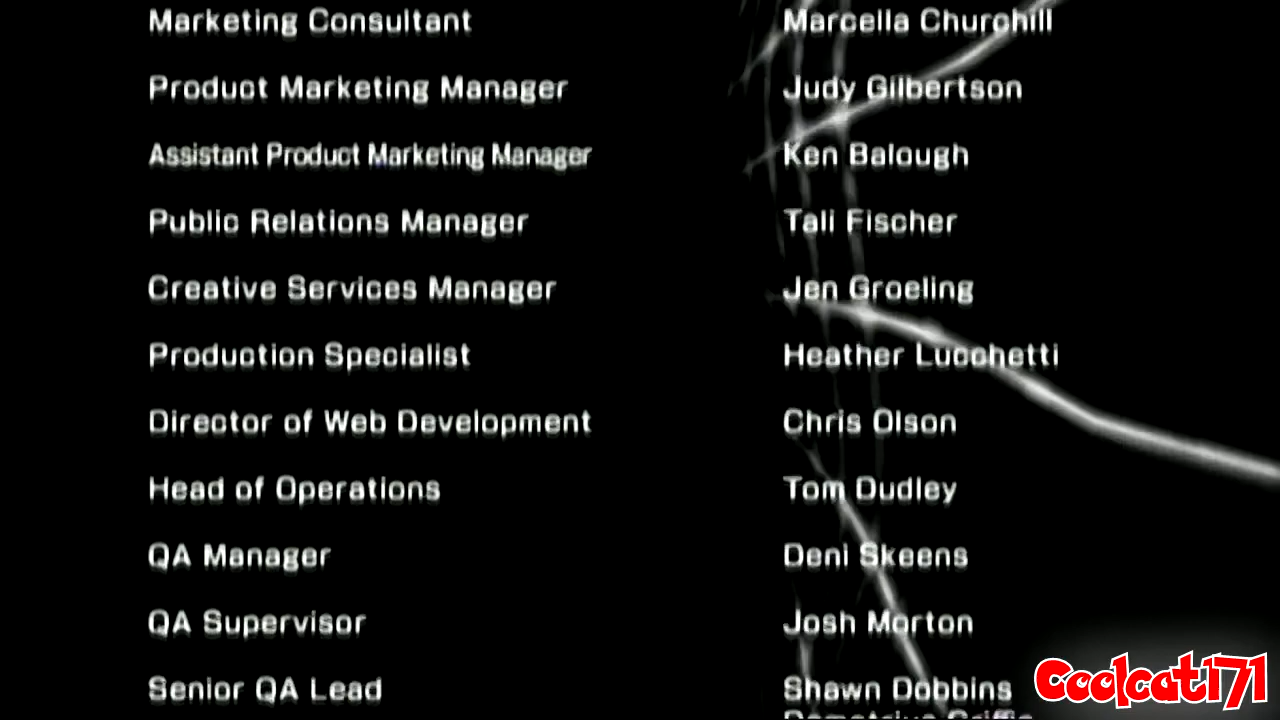 Marketing Consultant Marcella Churchill
Product Marketing Manager Judy Gilbertson
Assistant Product Marketing Manager Ken Balough
Public Relations Manager Tali Fischer
Creative Services Manager Jen Groeling
Production Specialist Heather Lucchetti
Director of Web Development Chris Olson
Head of Operations Tom Dudley
QA Manager Deni Skeens
QA Supervisor Josh Morton
Senior QA Lead Shawn Dobbins
Coolcat171